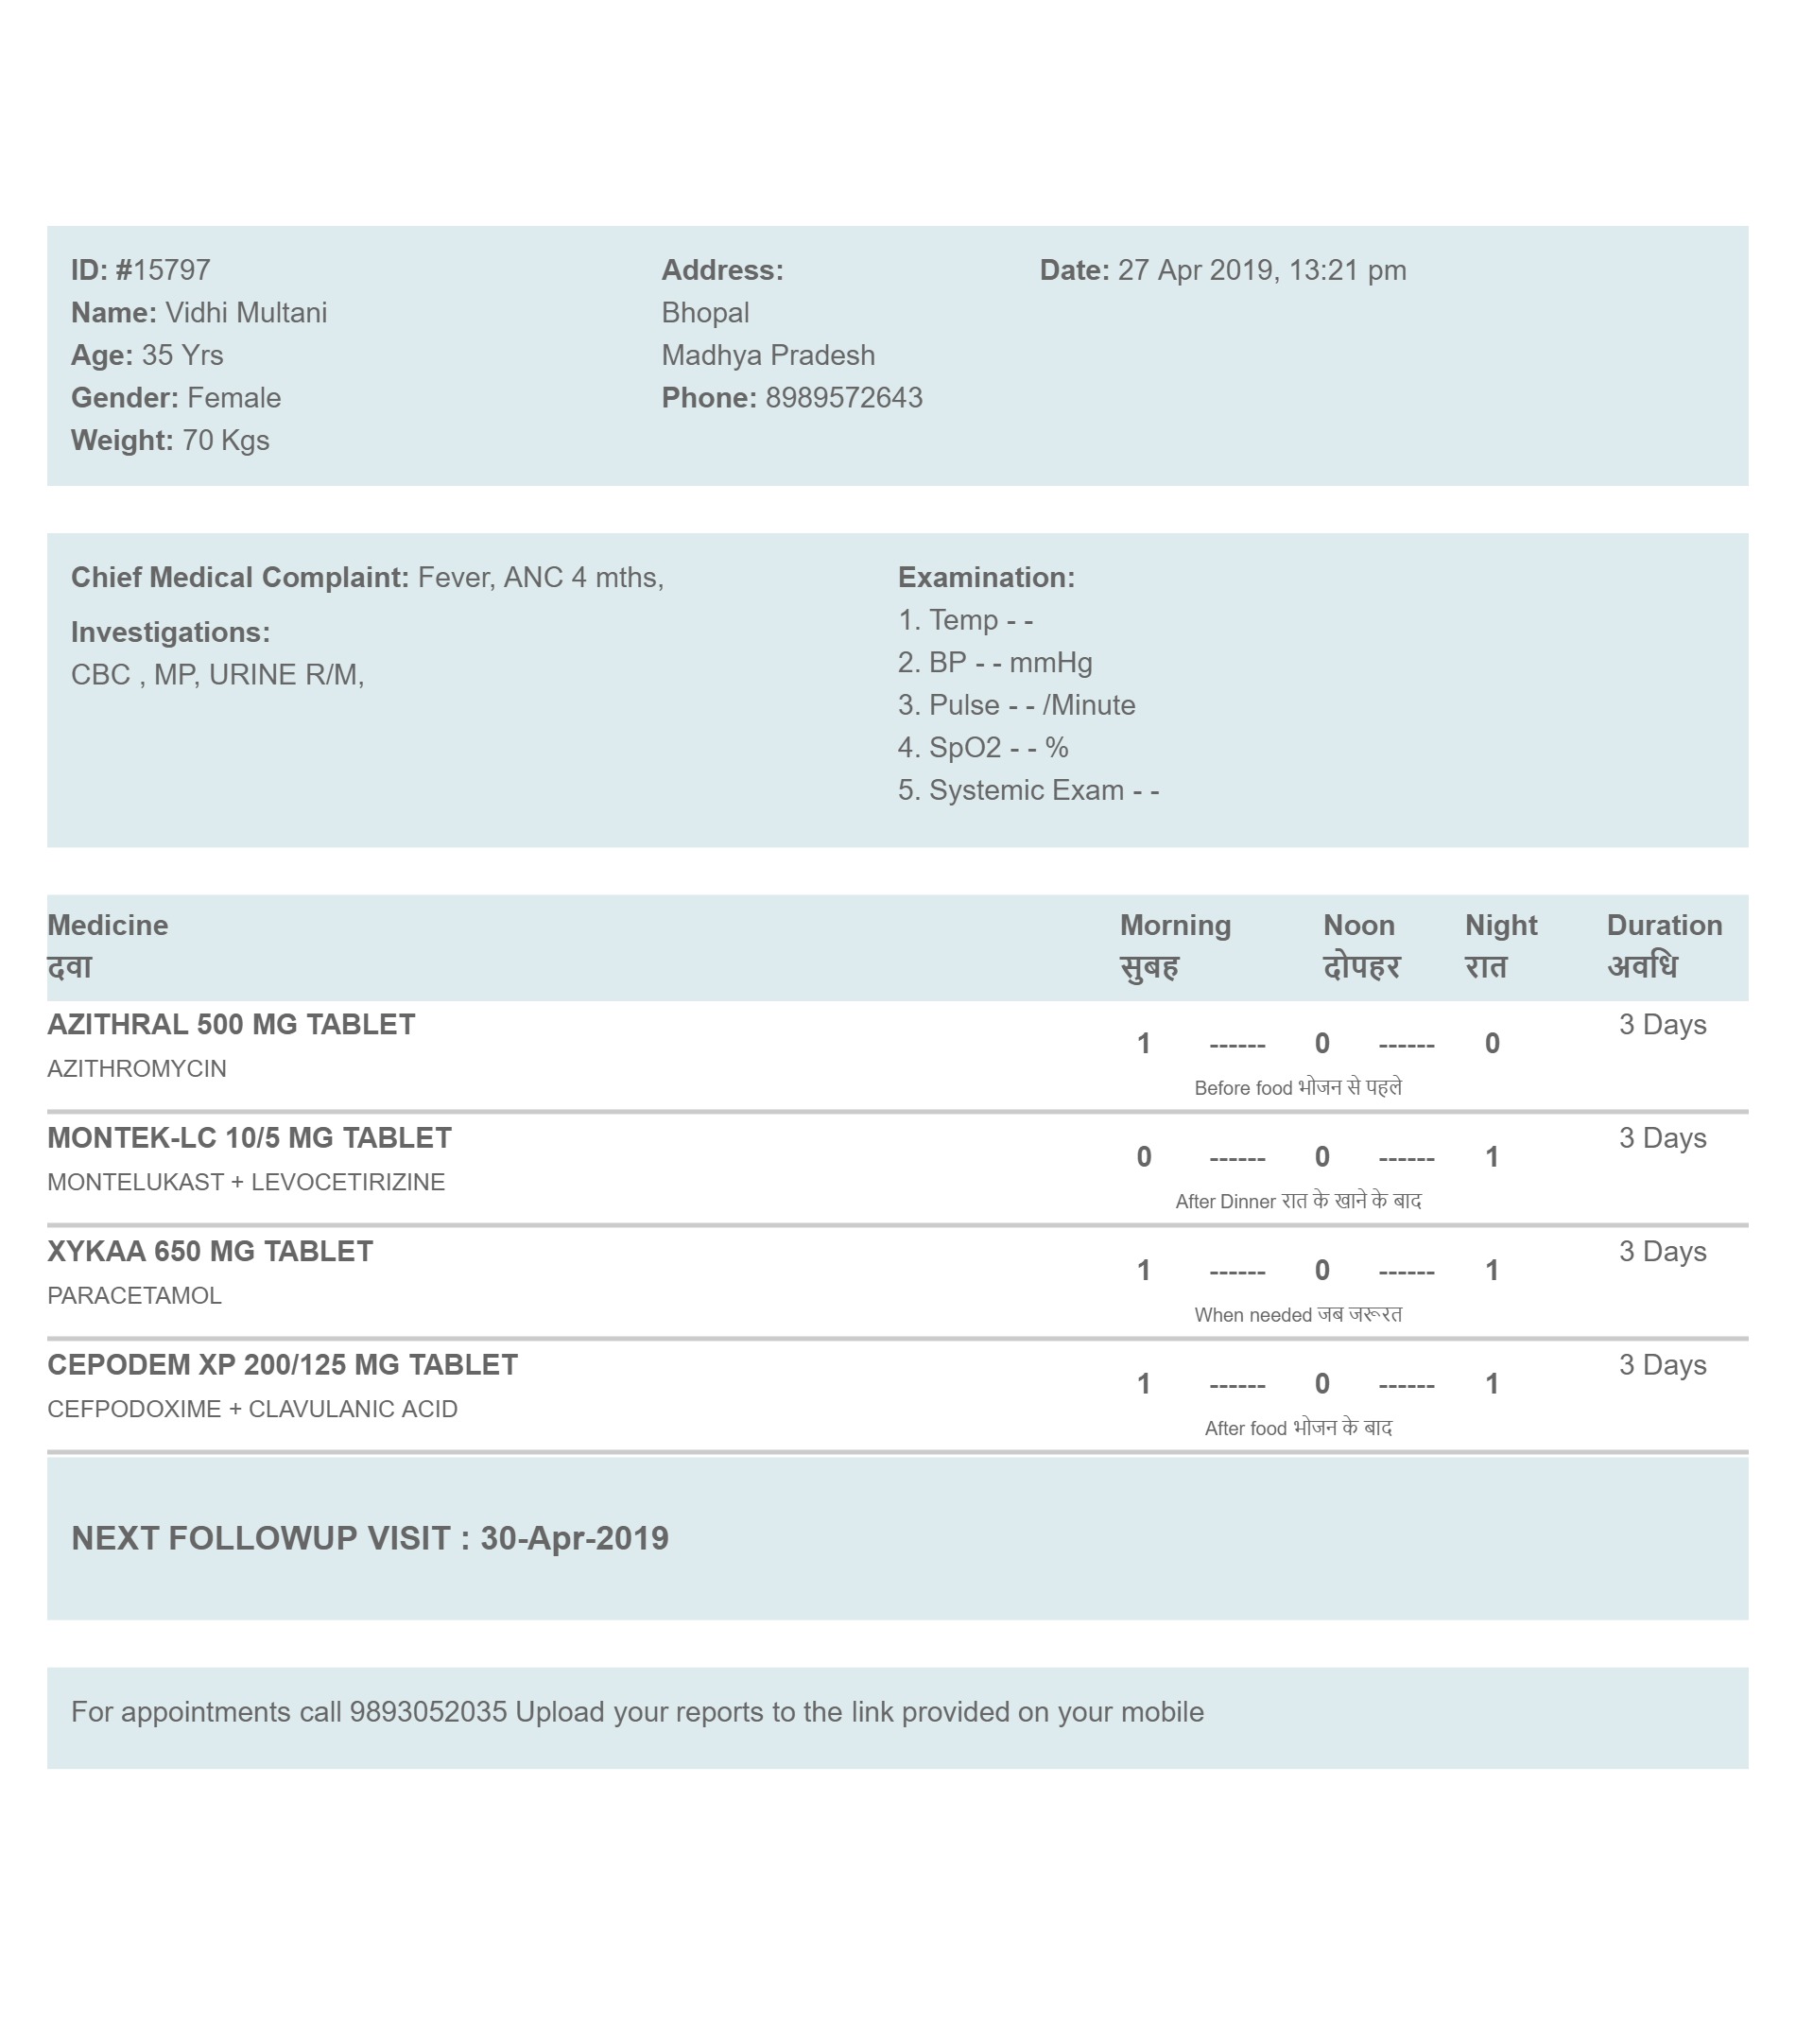 ID: #15797
Name: Vidhi Multani
Age: 35 Yrs
Gender: Female
Weight: 70 Kgs
Address:
Bhopal
Madhya Pradesh
Phone: 8989572643
Date: 27 Apr 2019, 13:21 pm
Chief Medical Complaint: Fever, ANC 4 mths,
Investigations:
CBC , MP, URINE R/M,
Examination:
1. Temp - -
2. BP - - mmHg
3. Pulse - - /Minute
4. SpO2 - - %
5. Systemic Exam - -
Medicine Morning Noon Night Duration
दवा सुबह दोपहर रात अवधि
AZITHRAL 500 MG TABLET 3 Days
1 ------ 0 ------ 0
AZITHROMYCIN
Before food भोजन से पहले
MONTEK-LC 10/5 MG TABLET 3 Days
0 ------ 0 ------ 1
MONTELUKAST + LEVOCETIRIZINE
After Dinner रात के खाने के बाद
XYKAA 650 MG TABLET 3 Days
1 ------ 0 ------ 1
PARACETAMOL
When needed जब जरूरत
CEPODEM XP 200/125 MG TABLET 3 Days
1 ------ 0 ------ 1
CEFPODOXIME + CLAVULANIC ACID
After food भोजन के बाद
NEXT FOLLOWUP VISIT : 30-Apr-2019
For appointments call 9893052035 Upload your reports to the link provided on your mobile